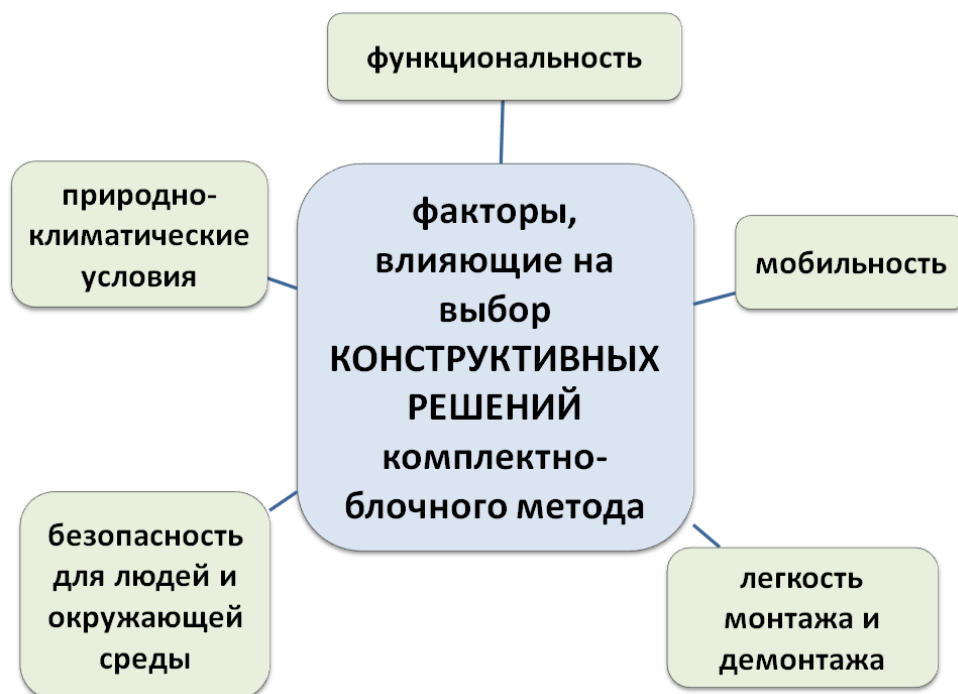 функциональность
природно-
климатические
условия
факторы,
влияющие на
выбор
КОНСТРУКТИВНЫХ
РЕШЕНИЙ
комплектно-
блочного метода
мобильность
безопасность
для людей и
окружающей
среды
легкость
монтажа и
демонтажа